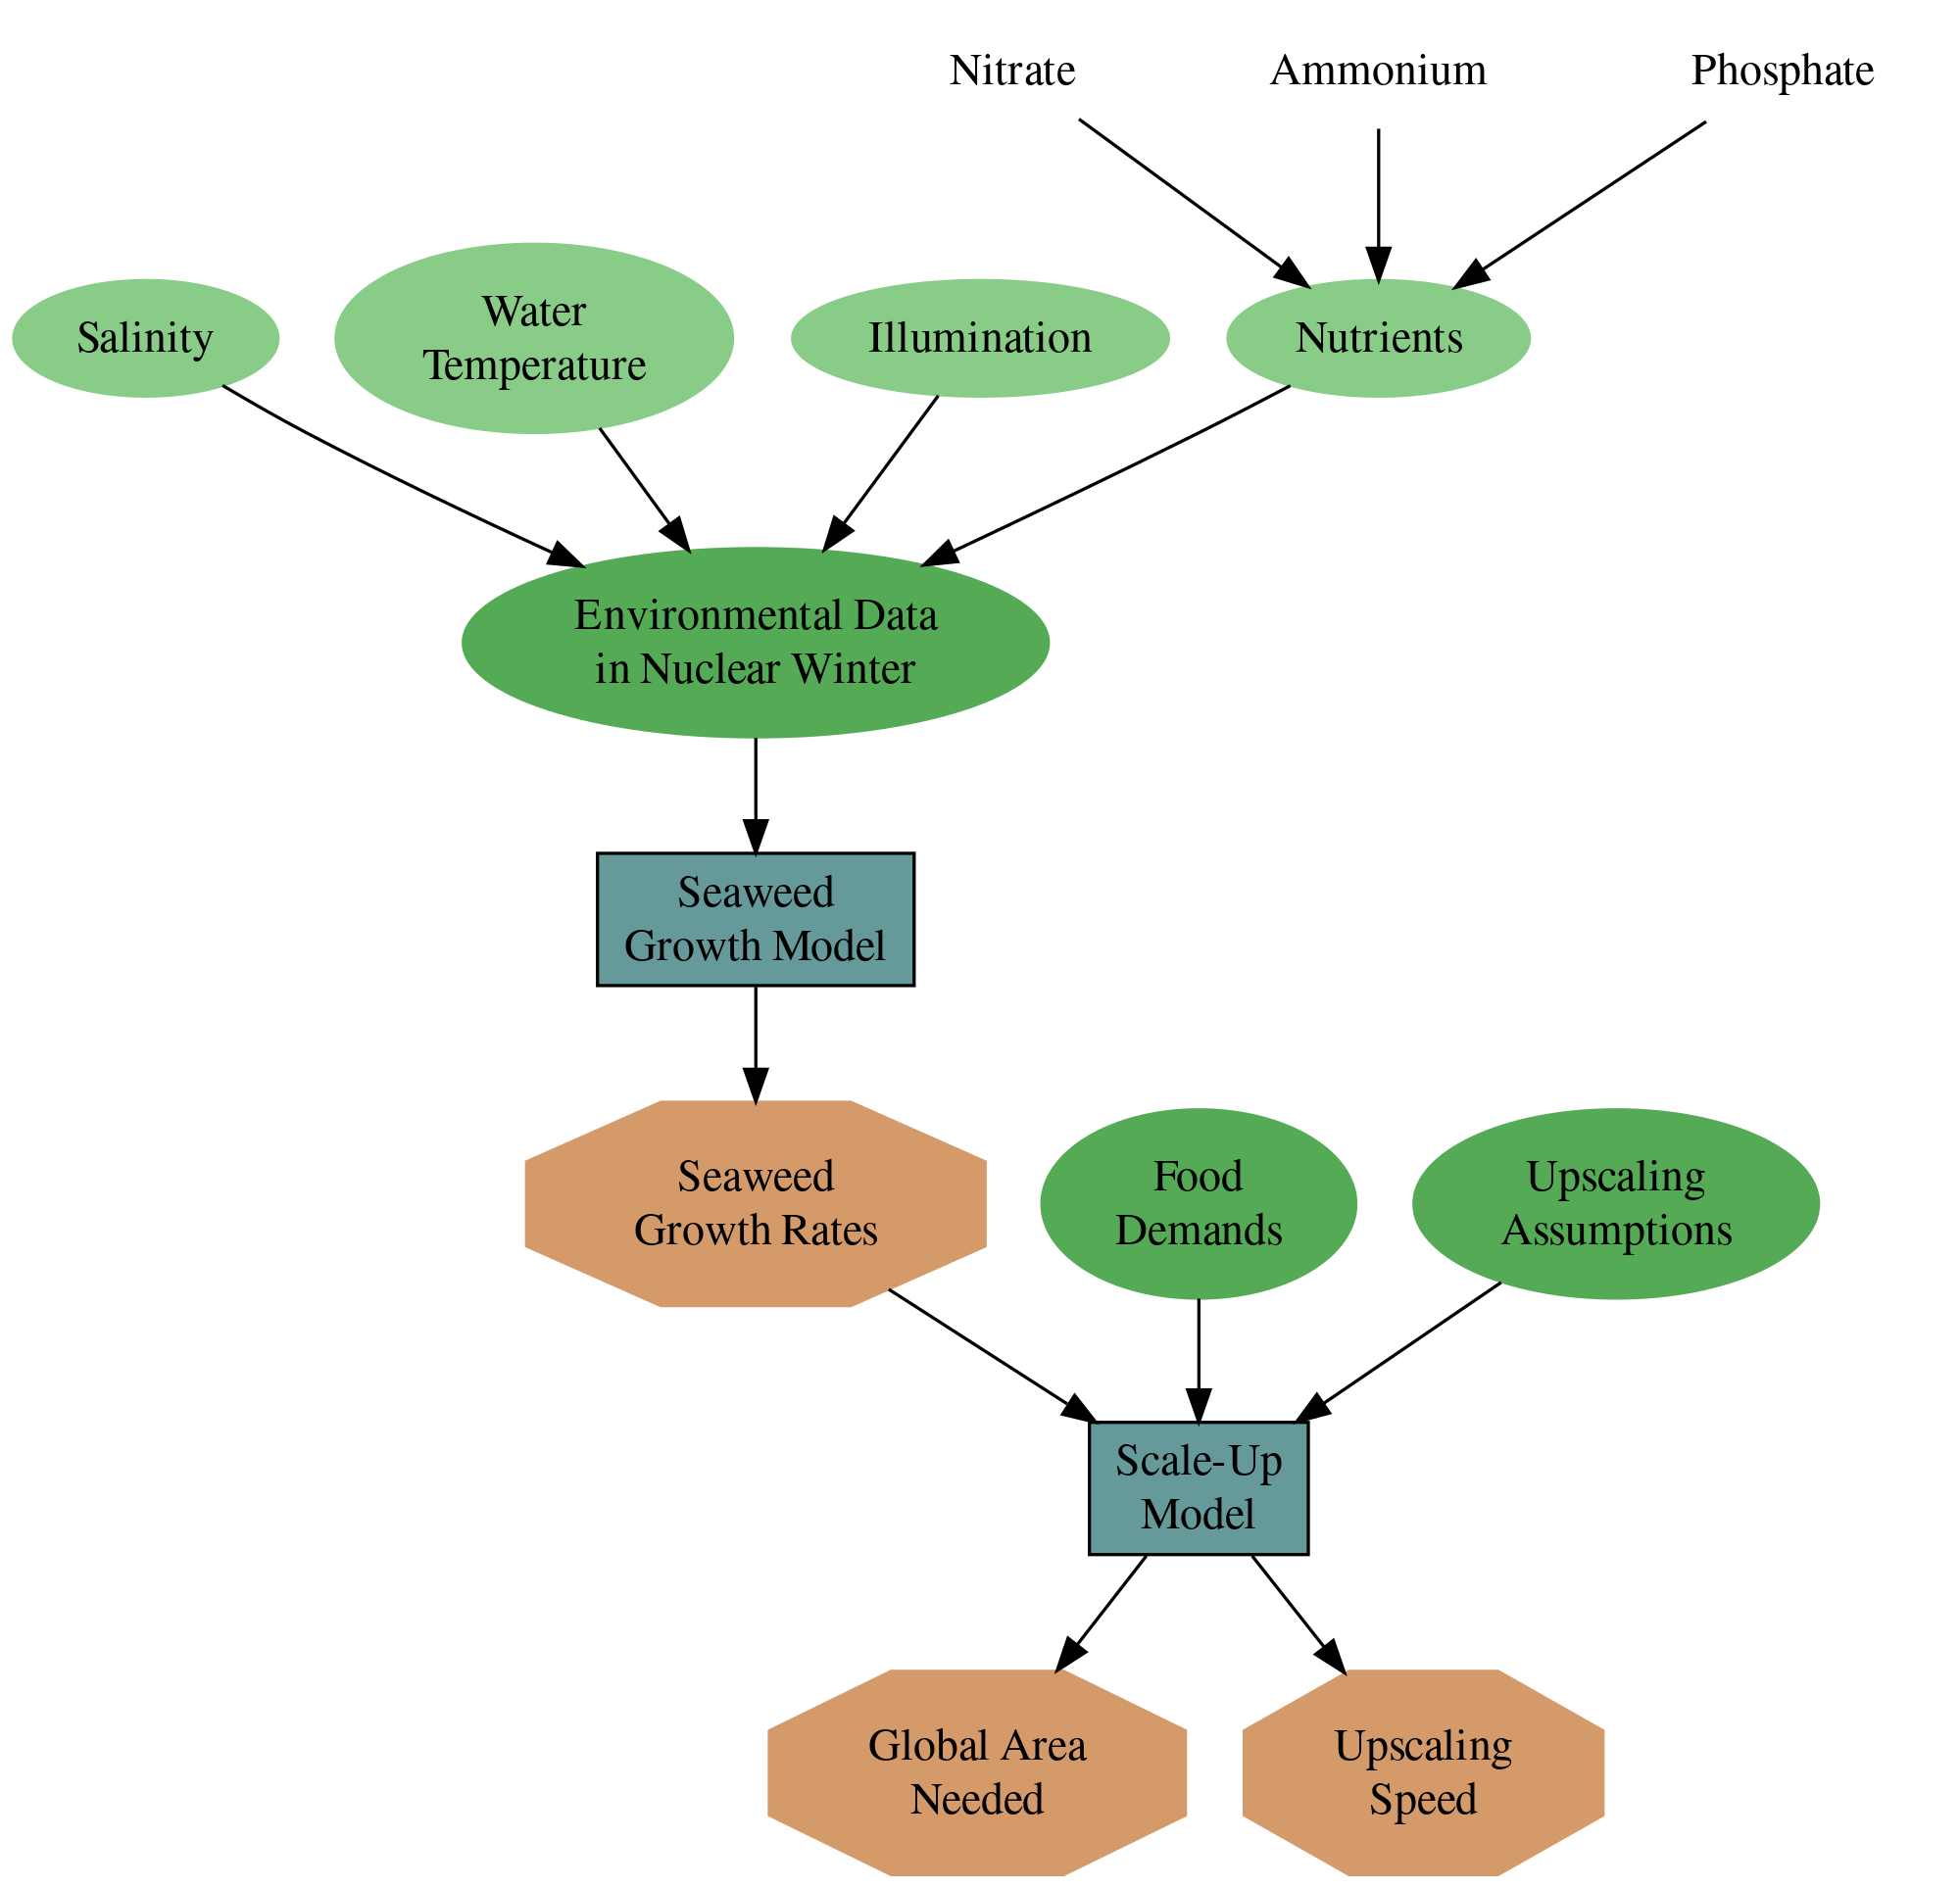 Nitrate
Ammonium
Phosphate
Salinity
Water
Temperature
Illumination
Nutrients
Environmental Data
in Nuclear Winter
Seaweed
Growth Model
Seaweed
Growth Rates
Food
Demands
Upscaling
Assumptions
Scale-Up
Model
Global Area
Needed
Upscaling
Speed